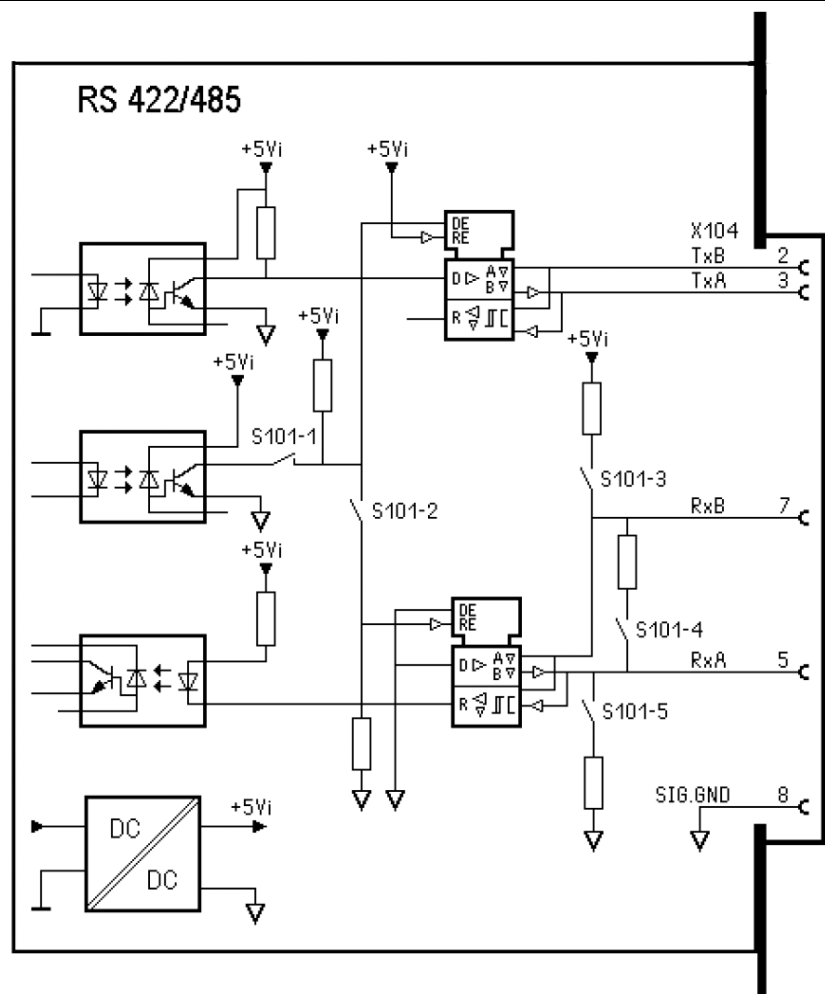 RS 422/485
+5Vi
+5Vi
DE
RE
X104
TxB 2
D A
B
TxA 3
R
+5Vi
+5Vi
+5Vi
S101-1
S101-3
S101-2
RxB 7
+5Vi
DE
RE
S101-4
D A
B
RxA 5
R
S101-5
SIG.GND 8
DC
+5Vi
DC